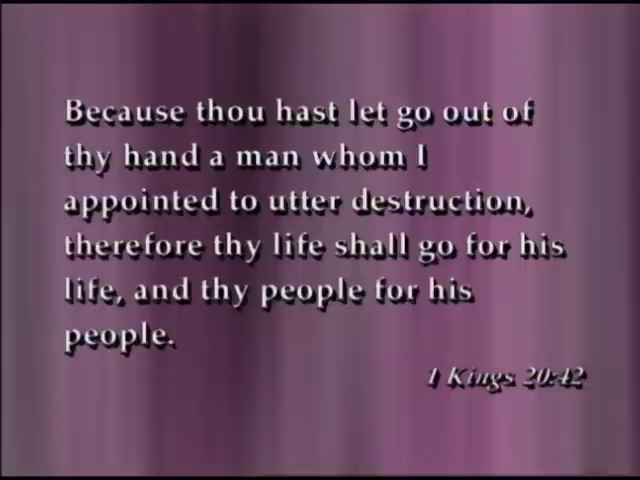 Because thou hast let go out of
thy hand a man whom I
appointed to utter destruction,
therefore thy life shall go for his
life, and thy people for his
people.
1 Kings 20:42